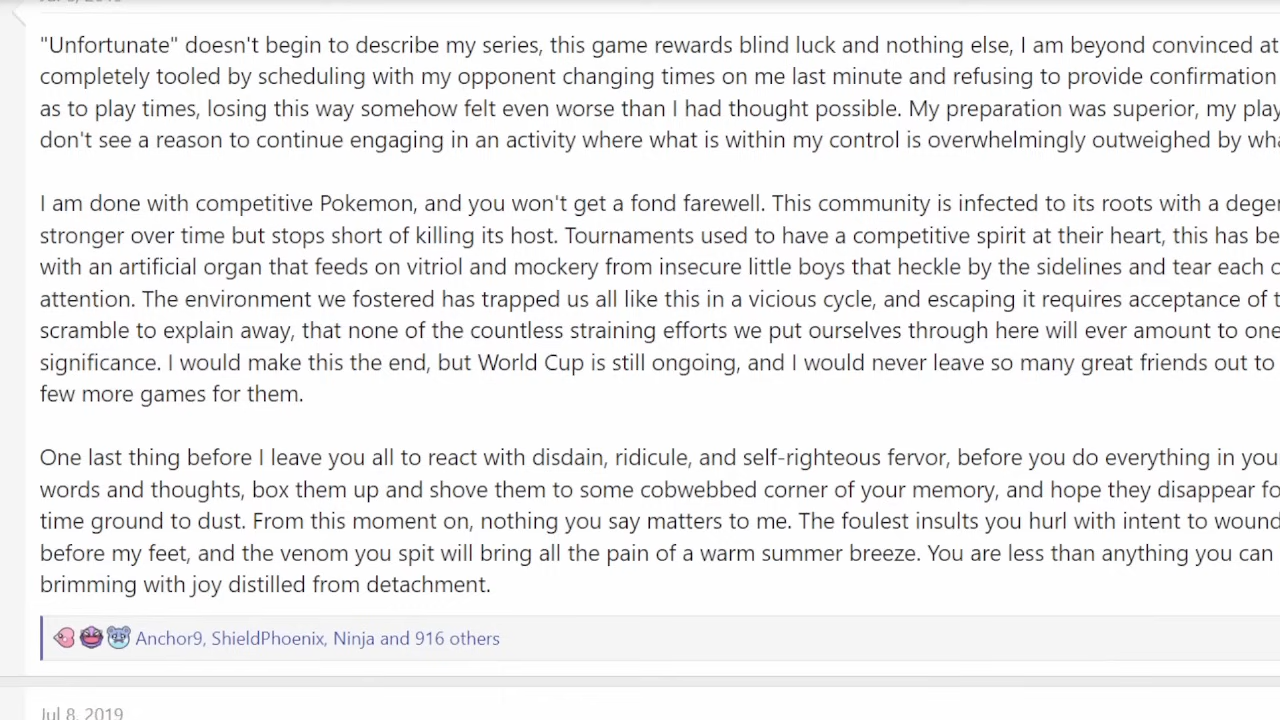 "Unfortunate" doesn't begin to describe my series, this game rewards blind luck and nothing else, I am beyond convinced at
completely tooled by scheduling with my opponent changing times on me last minute and refusing to provide confirmation
as to play times, losing this way somehow felt even worse than I had thought possible. My preparation was superior, my play
don't see a reason to continue engaging in an activity where what is within my control is overwhelmingly outweighed by wha
I am done with competitive Pokemon, and you won't get a fond farewell. This community is infected to its roots with a dege
stronger over time but stops short of killing its host. Tournaments used to have a competitive spirit at their heart, this has be
with an artificial organ that feeds on vitriol and mockery from insecure little boys that heckle by the sidelines and tear each
attention. The environment we fostered has trapped us all like this in a vicious cycle, and escaping it requires acceptance of t
scramble to explain away, that none of the countless straining efforts we put ourselves through here will ever amount to one
significance. I would make this the end, but World Cup is still ongoing, and I would never leave so many great friends out to
few more games for them.
One last thing before I leave you all to react with disdain, ridicule, and self-righteous fervor, before you do everything in you
words and thoughts, box them up and shove them to some cobwebbed corner of your memory, and hope they disappear fo
time ground to dust. From this moment on, nothing you say matters to me. The foulest insults you hurl with intent to wound
before my feet, and the venom you spit will bring all the pain of a warm summer breeze. You are less than anything you can
brimming with joy distilled from detachment.
Anchor9, ShieldPhoenix, Ninja and 916 others
Jul 8, 2019